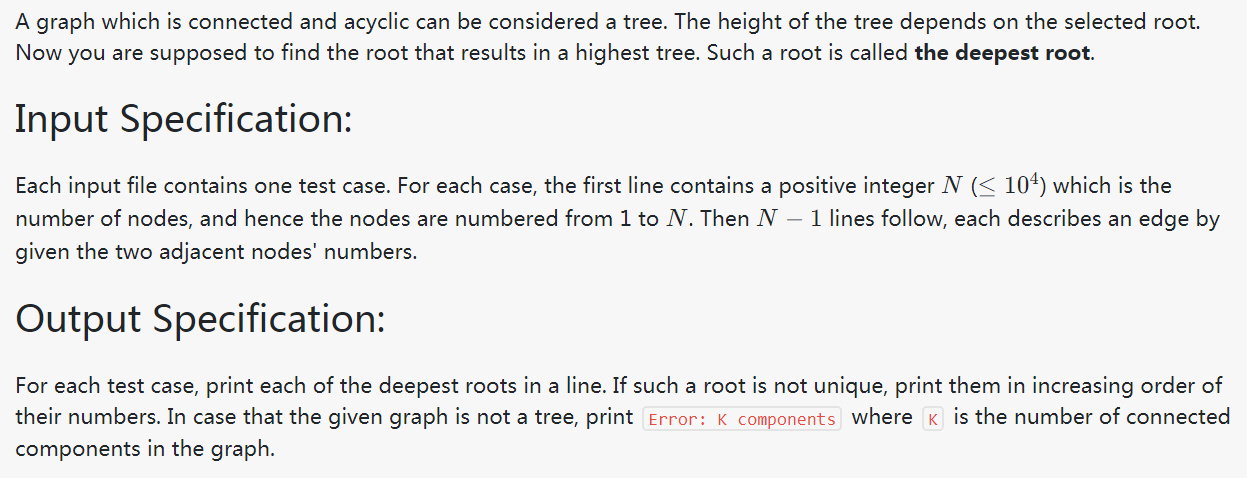 A graph which is connected and acyclic can be considered a tree. The height of the tree depends on the selected root.
Now you are supposed to find the root that results in a highest tree. Such a root is called the deepest root.
Input Specification:
Each input file contains one test case. For each case, the first line contains a positive integer N (≤ 10⁴) which is the
number of nodes, and hence the nodes are numbered from 1 to N. Then N − 1 lines follow, each describes an edge by
given the two adjacent nodes' numbers.
Output Specification:
For each test case, print each of the deepest roots in a line. If such a root is not unique, print them in increasing order of
their numbers. In case that the given graph is not a tree, print Error: K components where K is the number of connected
components in the graph.